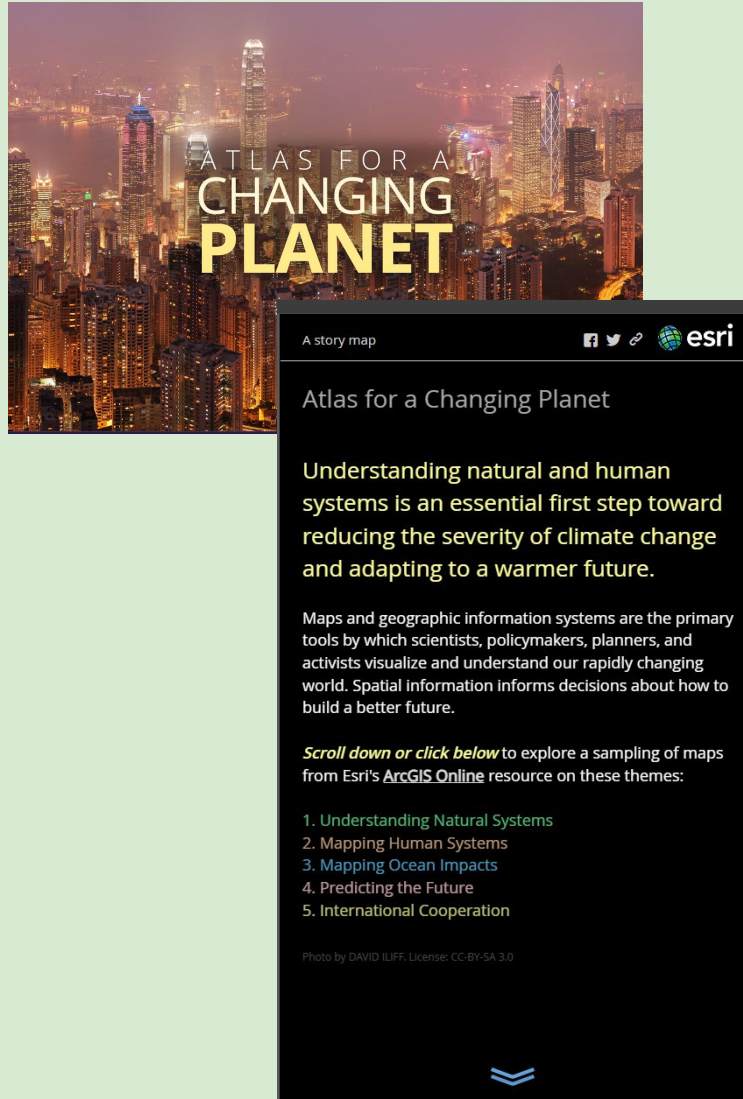 ATLAS FOR A
CHANGING
PLANET
A story map
esri
Atlas for a Changing Planet
Understanding natural and human
systems is an essential first step toward
reducing the severity of climate change
and adapting to a warmer future.
Maps and geographic information systems are the primary
tools by which scientists, policymakers, planners, and
activists visualize and understand our rapidly changing
world. Spatial information informs decisions about how to
build a better future.
Scroll down or click below to explore a sampling of maps
from Esri's ArcGIS Online resource on these themes:
1. Understanding Natural Systems
2. Mapping Human Systems
3. Mapping Ocean Impacts
4. Predicting the Future
5. International Cooperation
Photo by DAVID ILIFF. License: CC-BY-SA 3.0